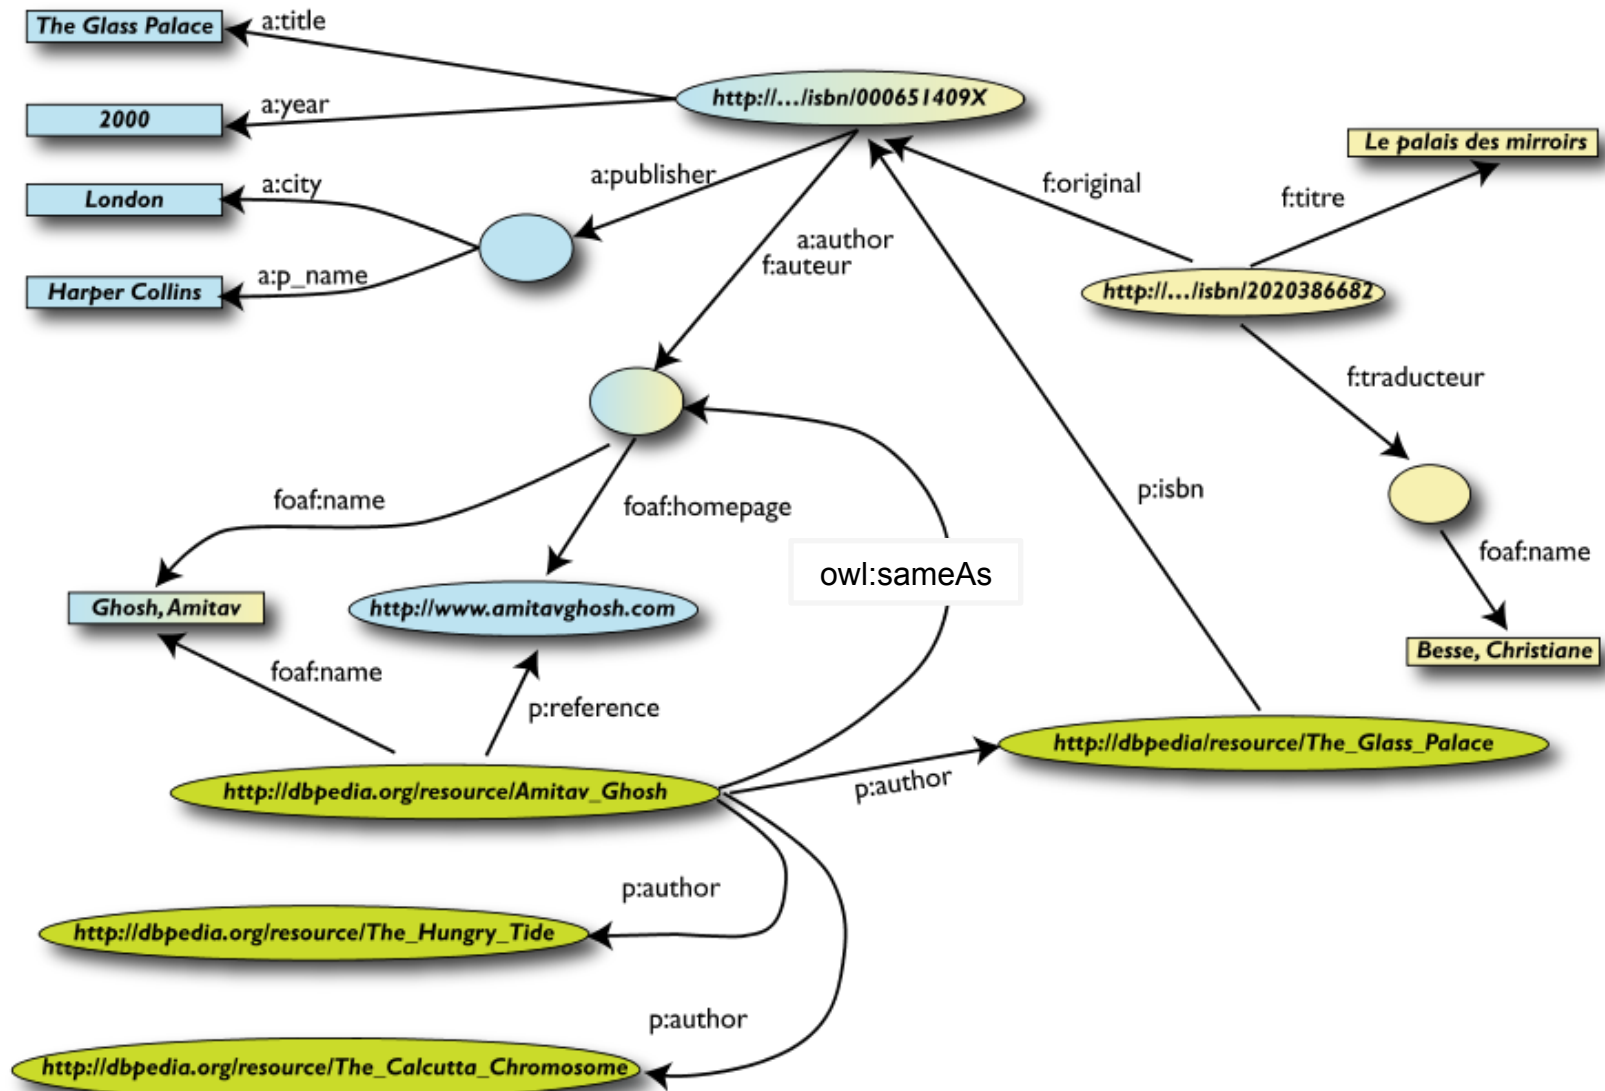 The Glass Palace
a:title
http://.../isbn/000651409X
2000
a:year
Le palais des mirroirs
London
a:city
a:publisher
f:original
f:titre
a:author
f:auteur
Harper Collins
a:p_name
http://.../isbn/2020386682
f:traducteur
foaf:name
foaf:homepage
p:isbn
foaf:name
owl:sameAs
Ghosh, Amitav
http://www.amitavghosh.com
Besse, Christiane
foaf:name
p:reference
http://dbpedia/resource/The_Glass_Palace
http://dbpedia.org/resource/Amitav_Ghosh
p:author
p:author
http://dbpedia.org/resource/The_Hungry_Tide
p:author
http://dbpedia.org/resource/The_Calcutta_Chromosome